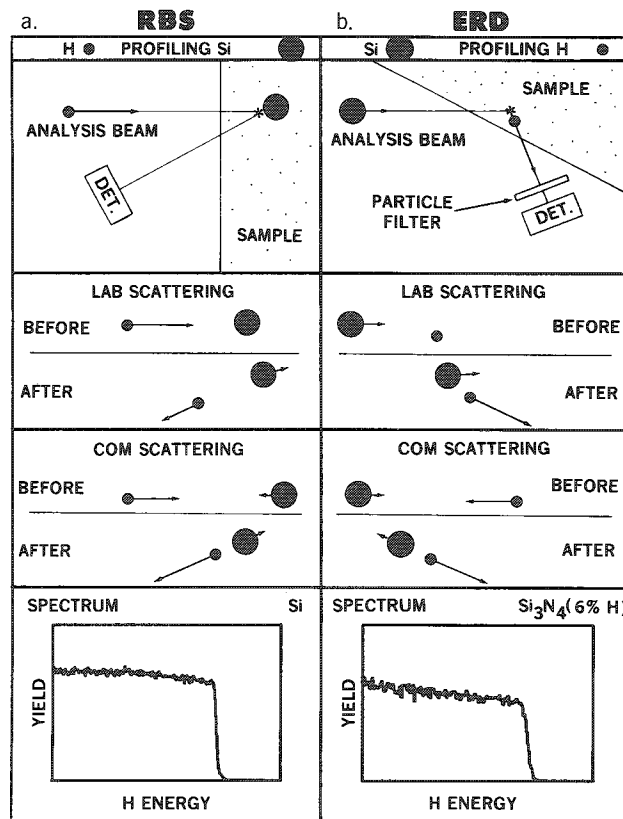 a.
RBS
H PROFILING Si
ANALYSIS BEAM
DET.
SAMPLE
LAB SCATTERING
BEFORE
AFTER
COM SCATTERING
BEFORE
AFTER
SPECTRUM Si
YIELD
H ENERGY
b.
ERD
Si PROFILING H
SAMPLE
ANALYSIS BEAM
PARTICLE
FILTER
DET.
LAB SCATTERING
BEFORE
AFTER
COM SCATTERING
BEFORE
AFTER
SPECTRUM Si₃N₄(6% H)
YIELD
H ENERGY